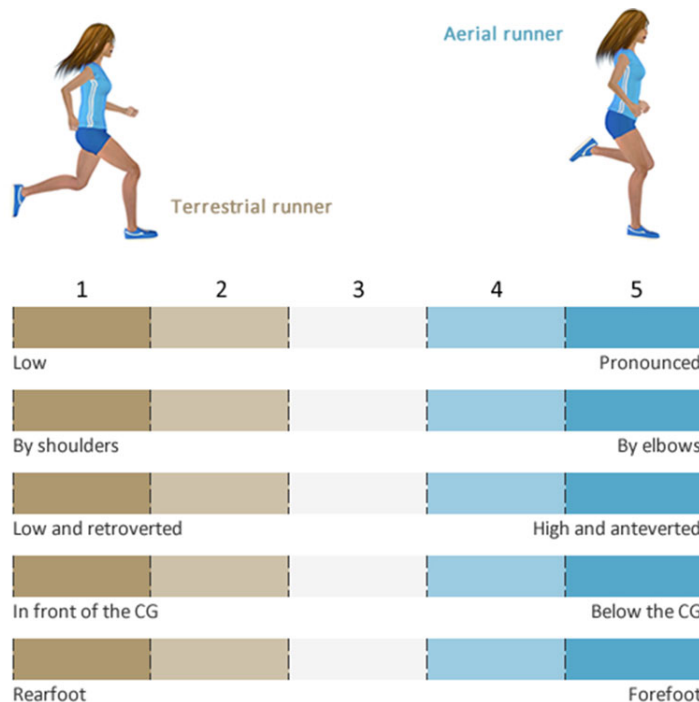 Aerial runner
Terrestrial runner
1 2 3 4 5
Low Pronounced
By shoulders By elbows
Low and retroverted High and anteverted
In front of the CG Below the CG
Rearfoot Forefoot